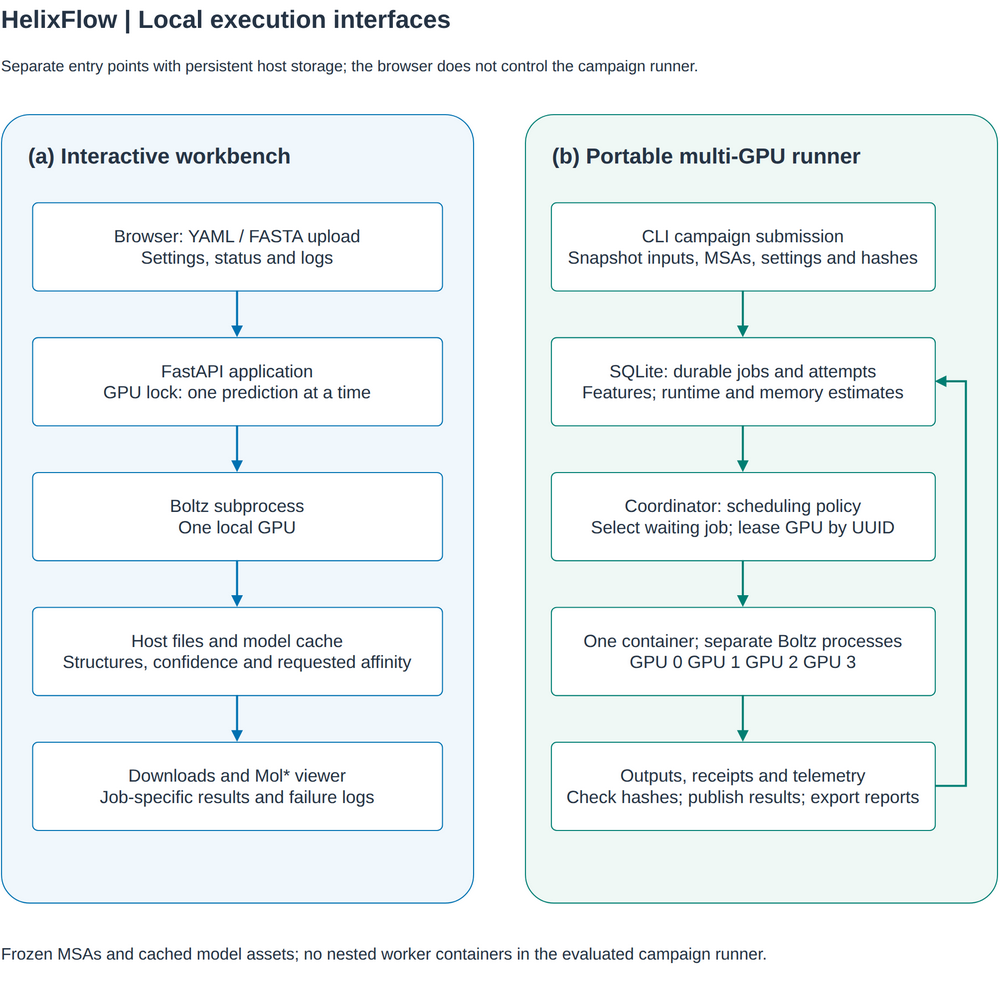 HelixFlow | Local execution interfaces
Separate entry points with persistent host storage; the browser does not control the campaign runner.
(a) Interactive workbench
Browser: YAML / FASTA upload
Settings, status and logs
FastAPI application
GPU lock: one prediction at a time
Boltz subprocess
One local GPU
Host files and model cache
Structures, confidence and requested affinity
Downloads and Mol* viewer
Job-specific results and failure logs
(b) Portable multi-GPU runner
CLI campaign submission
Snapshot inputs, MSAs, settings and hashes
SQLite: durable jobs and attempts
Features; runtime and memory estimates
Coordinator: scheduling policy
Select waiting job; lease GPU by UUID
One container; separate Boltz processes
GPU 0 GPU 1 GPU 2 GPU 3
Outputs, receipts and telemetry
Check hashes; publish results; export reports
Frozen MSAs and cached model assets; no nested worker containers in the evaluated campaign runner.